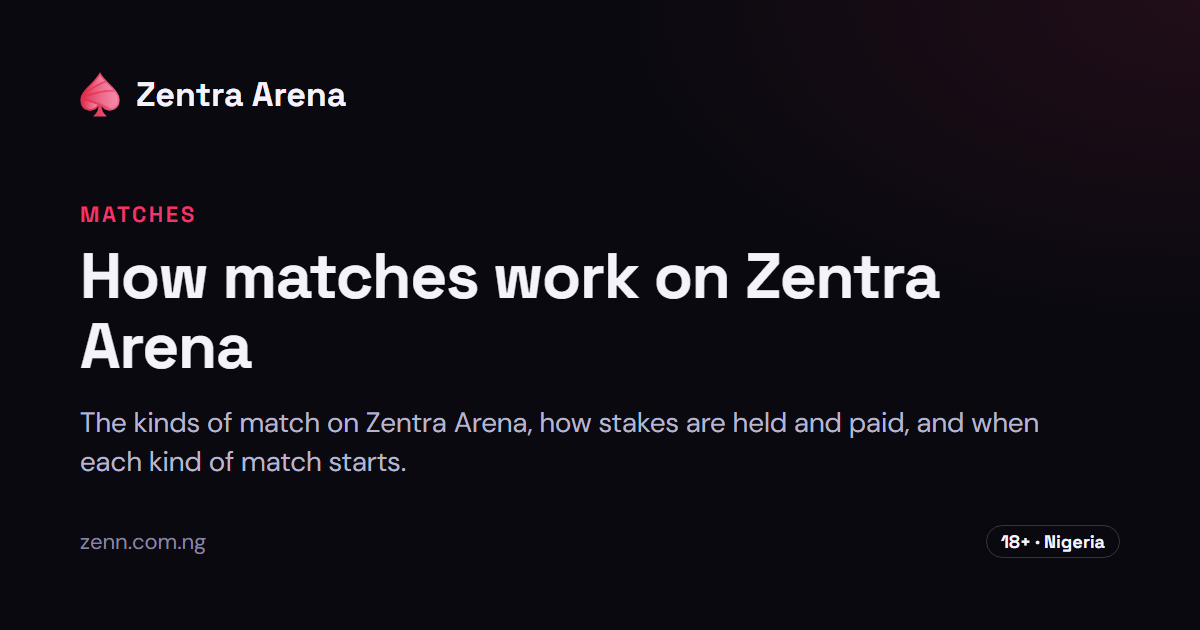 Zentra Arena
MATCHES
How matches work on Zentra
Arena
The kinds of match on Zentra Arena, how stakes are held and paid, and when
each kind of match starts.
zenn.com.ng
18+ · Nigeria